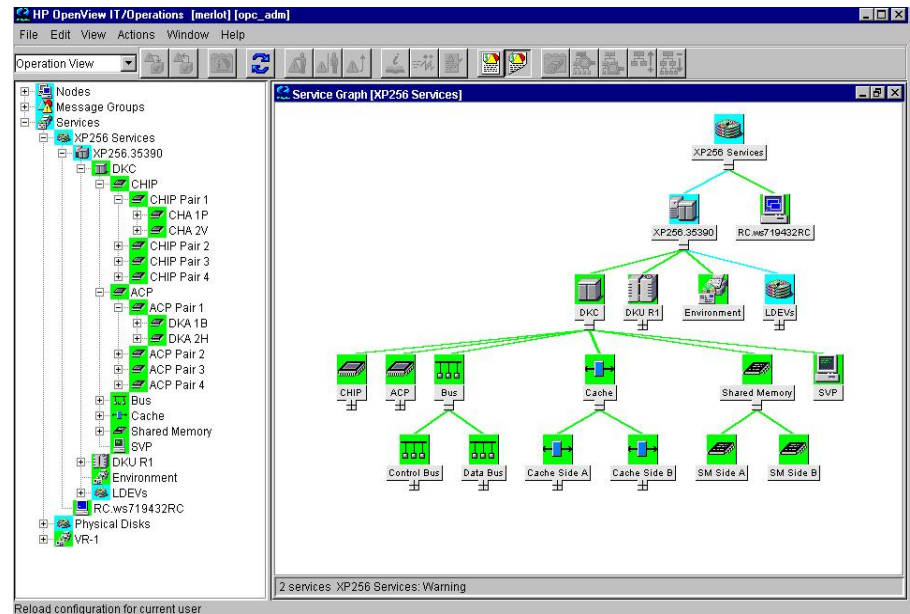 HP OpenView IT/Operations [merlot] [opc_adm]
File Edit View Actions Window Help
Operation View
Nodes
Message Groups
Services
XP256 Services
XP256.35390
DKC
CHIP
CHIP Pair 1
CHA 1P
CHA 2V
CHIP Pair 2
CHIP Pair 3
CHIP Pair 4
ACP
ACP Pair 1
DKA 1B
DKA 2H
ACP Pair 2
ACP Pair 3
ACP Pair 4
Bus
Cache
Shared Memory
SVP
DKU R1
Environment
LDEVs
RC.ws719432RC
Physical Disks
VR-1
Service Graph [XP256 Services]
XP256 Services
XP256.35390 RC.ws719432RC
DKC DKU R1 Environment LDEVs
CHIP ACP Bus Cache Shared Memory SVP
Control Bus Data Bus Cache Side A Cache Side B SM Side A SM Side B
2 services XP256 Services: Warning
Reload configuration for current user